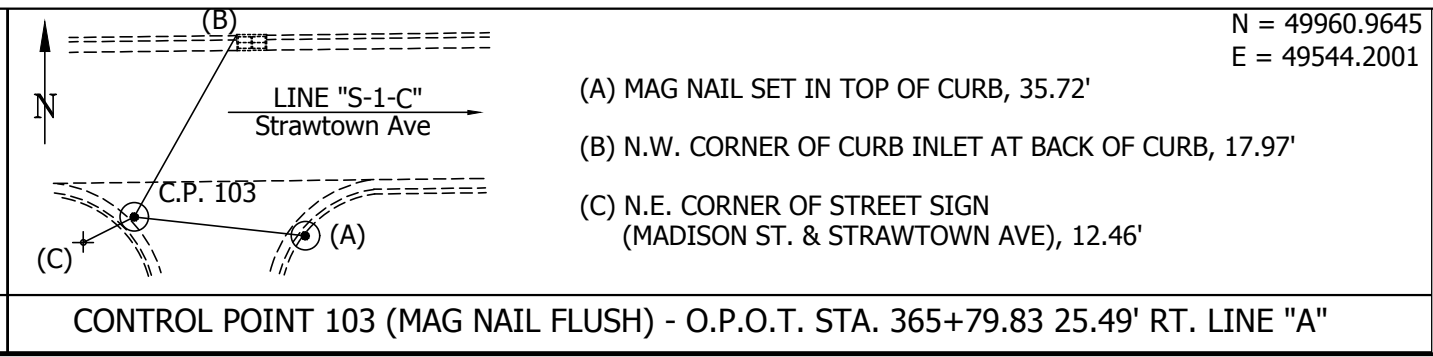 (B)
N = 49960.9645
E = 49544.2001
N
LINE "S-1-C"
Strawtown Ave
(A) MAG NAIL SET IN TOP OF CURB, 35.72'
(B) N.W. CORNER OF CURB INLET AT BACK OF CURB, 17.97'
C.P. 103
(C) N.E. CORNER OF STREET SIGN
(MADISON ST. & STRAWTOWN AVE), 12.46'
(A)
(C)
CONTROL POINT 103 (MAG NAIL FLUSH) - O.P.O.T. STA. 365+79.83 25.49' RT. LINE "A"